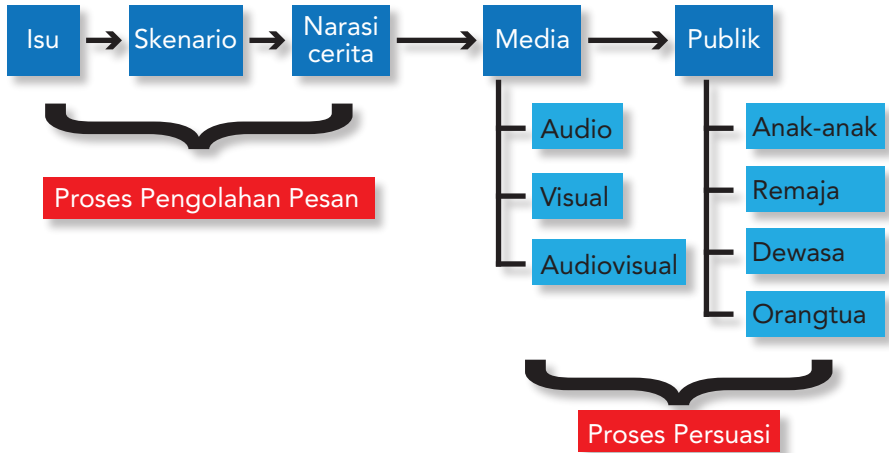 Isu
Skenario
Narasi
cerita
Media
Publik
Audio
Visual
Audiovisual
Anak-anak
Remaja
Dewasa
Orangtua
Proses Pengolahan Pesan
Proses Persuasi